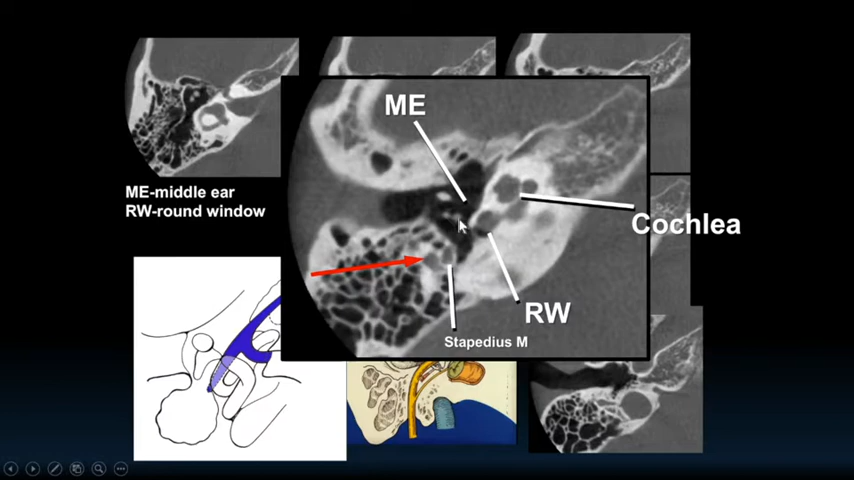 ME
ME-middle ear
RW-round window
Cochlea
RW
Stapedius M